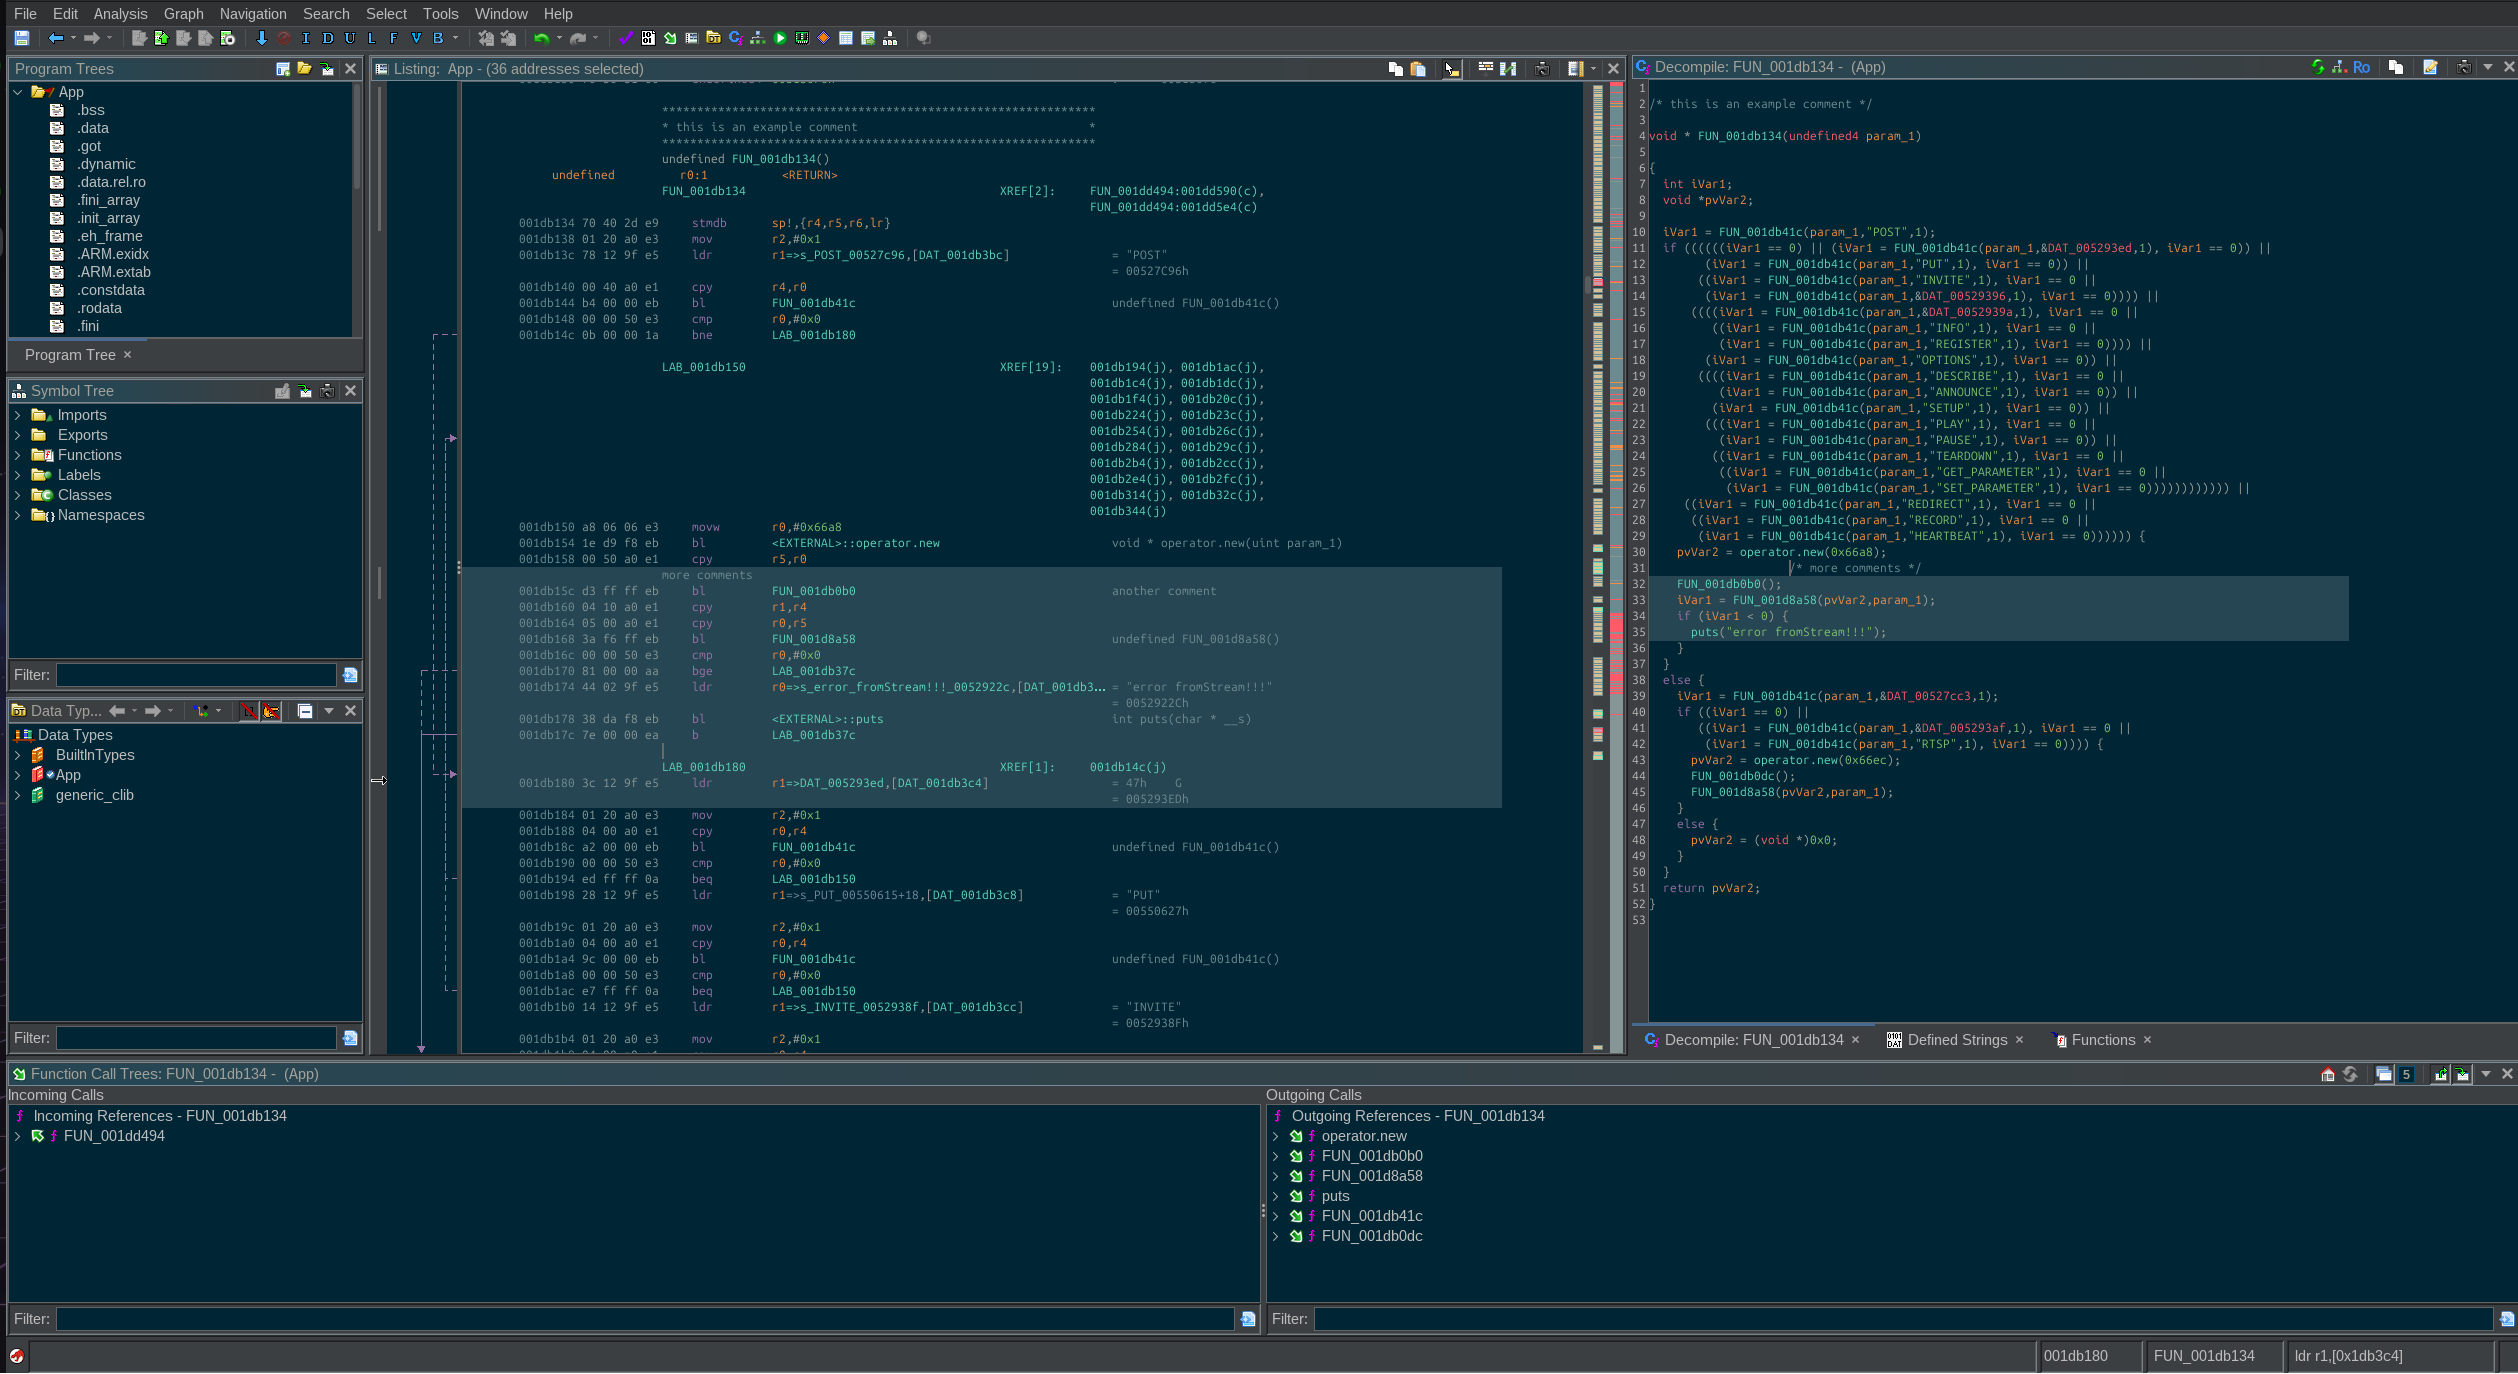 File Edit Analysis Graph Navigation Search Select Tools Window Help
I D U L F V B
Program Trees
App
.bss
.data
.got
.dynamic
.data.rel.ro
.fini_array
.init_array
.eh_frame
.ARM.exidx
.ARM.extab
.constdata
.rodata
.fini
Program Tree ×
Symbol Tree
Imports
Exports
Functions
Labels
Classes
Namespaces
Filter:
Data Typ...
Data Types
BuiltInTypes
App
generic_clib
Filter:
Listing: App - (36 addresses selected)
**************************************************************
* this is an example comment *
**************************************************************
undefined FUN_001db134()
undefined r0:1 <RETURN>
FUN_001db134 XREF[2]: FUN_001dd494:001dd590(c),
FUN_001dd494:001dd5e4(c)
001db134 70 40 2d e9 stmdb sp!,{r4,r5,r6,lr}
001db138 01 20 a0 e3 mov r2,#0x1
001db13c 78 12 9f e5 ldr r1=>s_POST_00527c96,[DAT_001db3bc] = "POST"
= 00527C96h
001db140 00 40 a0 e1 cpy r4,r0
001db144 b4 00 00 eb bl FUN_001db41c undefined FUN_001db41c()
001db148 00 00 50 e3 cmp r0,#0x0
001db14c 0b 00 00 1a bne LAB_001db180
LAB_001db150 XREF[19]: 001db194(j), 001db1ac(j),
001db1c4(j), 001db1dc(j),
001db1f4(j), 001db20c(j),
001db224(j), 001db23c(j),
001db254(j), 001db26c(j),
001db284(j), 001db29c(j),
001db2b4(j), 001db2cc(j),
001db2e4(j), 001db2fc(j),
001db314(j), 001db32c(j),
001db344(j)
001db150 a8 06 06 e3 movw r0,#0x66a8
001db154 1e d9 f8 eb bl <EXTERNAL>::operator.new void * operator.new(uint param_1)
001db158 00 50 a0 e1 cpy r5,r0
more comments
001db15c d3 ff ff eb bl FUN_001db0b0 another comment
001db160 04 10 a0 e1 cpy r1,r4
001db164 05 00 a0 e1 cpy r0,r5
001db168 3a f6 ff eb bl FUN_001d8a58 undefined FUN_001d8a58()
001db16c 00 00 50 e3 cmp r0,#0x0
001db170 81 00 00 aa bge LAB_001db37c
001db174 44 02 9f e5 ldr r0=>s_error_fromStream!!!_0052922c,[DAT_001db3... = "error fromStream!!!"
= 0052922Ch
001db178 38 da f8 eb bl <EXTERNAL>::puts int puts(char * __s)
001db17c 7e 00 00 ea b LAB_001db37c
LAB_001db180 XREF[1]: 001db14c(j)
001db180 3c 12 9f e5 ldr r1=>DAT_005293ed,[DAT_001db3c4] = 47h G
= 005293EDh
001db184 01 20 a0 e3 mov r2,#0x1
001db188 04 00 a0 e1 cpy r0,r4
001db18c a2 00 00 eb bl FUN_001db41c undefined FUN_001db41c()
001db190 00 00 50 e3 cmp r0,#0x0
001db194 ed ff ff 0a beq LAB_001db150
001db198 28 12 9f e5 ldr r1=>s_PUT_00550615+18,[DAT_001db3c8] = "PUT"
= 00550627h
001db19c 01 20 a0 e3 mov r2,#0x1
001db1a0 04 00 a0 e1 cpy r0,r4
001db1a4 9c 00 00 eb bl FUN_001db41c undefined FUN_001db41c()
001db1a8 00 00 50 e3 cmp r0,#0x0
001db1ac e7 ff ff 0a beq LAB_001db150
001db1b0 14 12 9f e5 ldr r1=>s_INVITE_0052938f,[DAT_001db3cc] = "INVITE"
= 0052938Fh
001db1b4 01 20 a0 e3 mov r2,#0x1
Decompile: FUN_001db134 - (App) Ro
1
2 /* this is an example comment */
3
4 void * FUN_001db134(undefined4 param_1)
5
6 {
7 int iVar1;
8 void *pvVar2;
9
10 iVar1 = FUN_001db41c(param_1,"POST",1);
11 if ((((((iVar1 == 0) || (iVar1 = FUN_001db41c(param_1,&DAT_005293ed,1), iVar1 == 0)) ||
12 (iVar1 = FUN_001db41c(param_1,"PUT",1), iVar1 == 0)) ||
13 ((iVar1 = FUN_001db41c(param_1,"INVITE",1), iVar1 == 0 ||
14 (iVar1 = FUN_001db41c(param_1,&DAT_00529396,1), iVar1 == 0)))) ||
15 ((((iVar1 = FUN_001db41c(param_1,&DAT_0052939a,1), iVar1 == 0 ||
16 ((iVar1 = FUN_001db41c(param_1,"INFO",1), iVar1 == 0 ||
17 (iVar1 = FUN_001db41c(param_1,"REGISTER",1), iVar1 == 0)))) ||
18 (iVar1 = FUN_001db41c(param_1,"OPTIONS",1), iVar1 == 0)) ||
19 ((((iVar1 = FUN_001db41c(param_1,"DESCRIBE",1), iVar1 == 0 ||
20 (iVar1 = FUN_001db41c(param_1,"ANNOUNCE",1), iVar1 == 0)) ||
21 (iVar1 = FUN_001db41c(param_1,"SETUP",1), iVar1 == 0)) ||
22 (((iVar1 = FUN_001db41c(param_1,"PLAY",1), iVar1 == 0 ||
23 (iVar1 = FUN_001db41c(param_1,"PAUSE",1), iVar1 == 0)) ||
24 ((iVar1 = FUN_001db41c(param_1,"TEARDOWN",1), iVar1 == 0 ||
25 ((iVar1 = FUN_001db41c(param_1,"GET_PARAMETER",1), iVar1 == 0 ||
26 (iVar1 = FUN_001db41c(param_1,"SET_PARAMETER",1), iVar1 == 0)))))))))))) ||
27 ((iVar1 = FUN_001db41c(param_1,"REDIRECT",1), iVar1 == 0 ||
28 ((iVar1 = FUN_001db41c(param_1,"RECORD",1), iVar1 == 0 ||
29 (iVar1 = FUN_001db41c(param_1,"HEARTBEAT",1), iVar1 == 0)))))) {
30 pvVar2 = operator.new(0x66a8);
31 /* more comments */
32 FUN_001db0b0();
33 iVar1 = FUN_001d8a58(pvVar2,param_1);
34 if (iVar1 < 0) {
35 puts("error fromStream!!!");
36 }
37 }
38 else {
39 iVar1 = FUN_001db41c(param_1,&DAT_00527cc3,1);
40 if ((iVar1 == 0) ||
41 ((iVar1 = FUN_001db41c(param_1,&DAT_005293af,1), iVar1 == 0 ||
42 (iVar1 = FUN_001db41c(param_1,"RTSP",1), iVar1 == 0)))) {
43 pvVar2 = operator.new(0x66ec);
44 FUN_001db0dc();
45 FUN_001d8a58(pvVar2,param_1);
46 }
47 else {
48 pvVar2 = (void *)0x0;
49 }
50 }
51 return pvVar2;
52 }
53
Decompile: FUN_001db134 × Defined Strings × Functions ×
Function Call Trees: FUN_001db134 - (App) 5
Incoming Calls
Incoming References - FUN_001db134
FUN_001dd494
Filter:
Outgoing Calls
Outgoing References - FUN_001db134
operator.new
FUN_001db0b0
FUN_001d8a58
puts
FUN_001db41c
FUN_001db0dc
Filter:
001db180 FUN_001db134 ldr r1,[0x1db3c4]